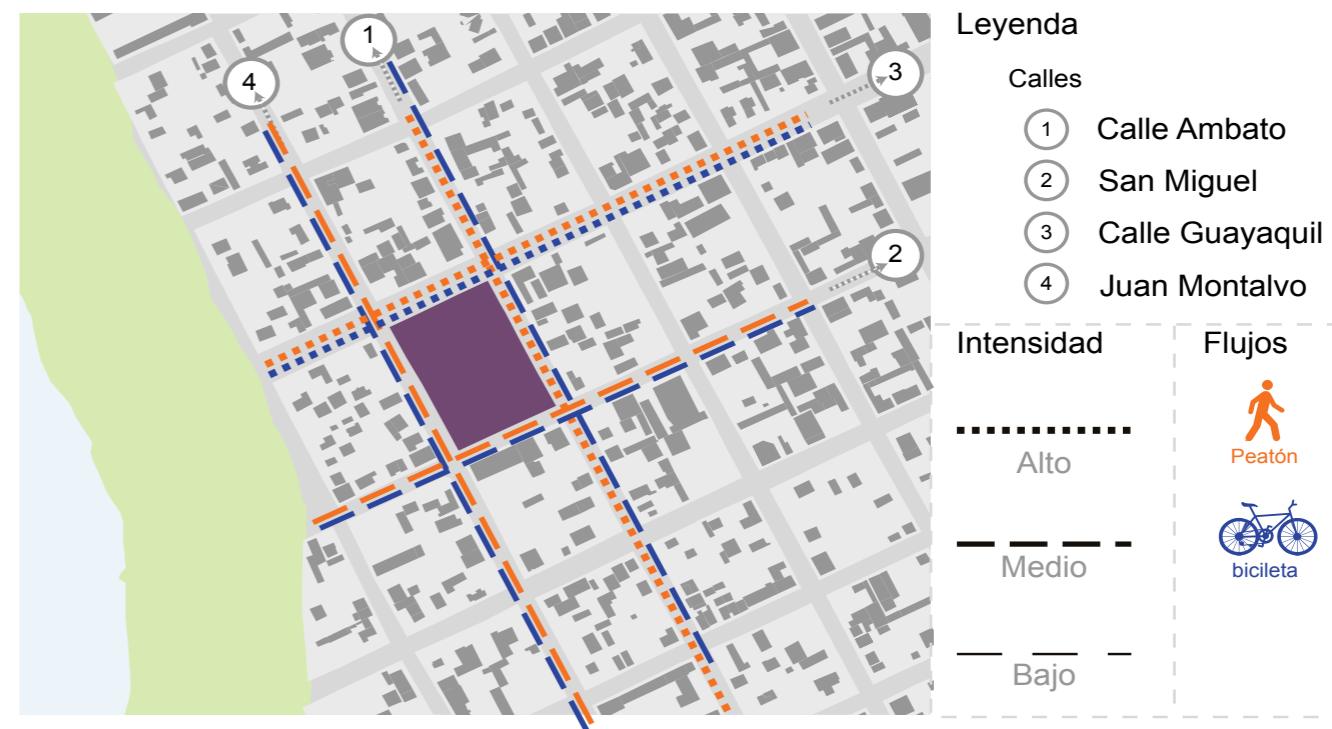 1
4
3
2
Leyenda
Calles
1 Calle Ambato
2 San Miguel
3 Calle Guayaquil
4 Juan Montalvo
Intensidad
Alto
Medio
Bajo
Flujos
Peatón
bicileta